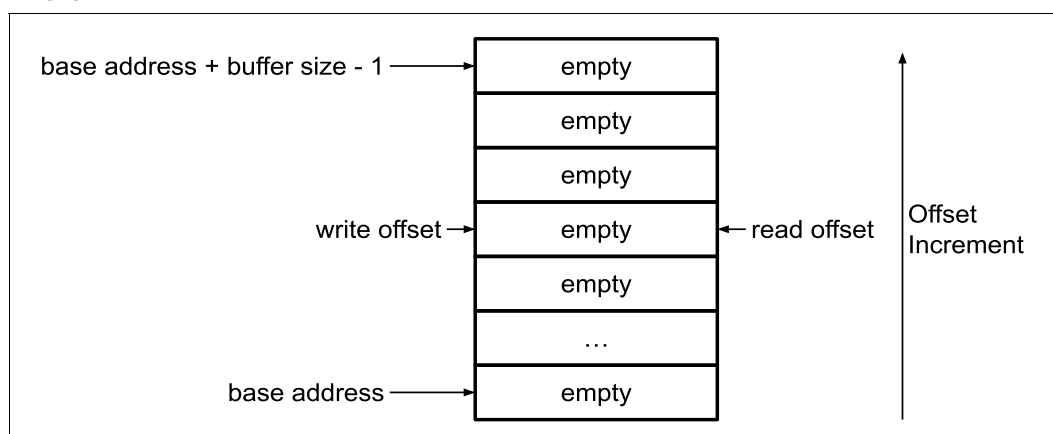 base address + buffer size - 1
empty
empty
empty
write offset
empty
read offset
Offset
Increment
empty
...
base address
empty